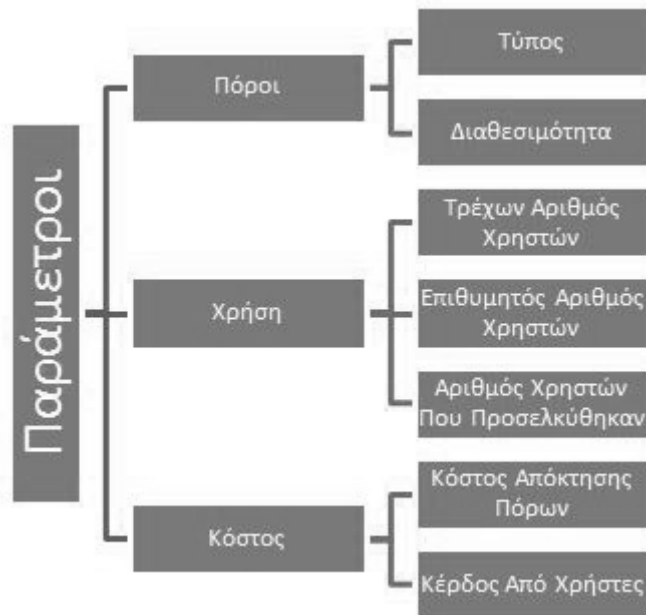 Παράμετροι
Πόροι
Τύπος
Διαθεσιμότητα
Χρήση
Τρέχων Αριθμός
Χρηστών
Επιθυμητός Αριθμός
Χρηστών
Αριθμός Χρηστών
Που Προσελκύθηκαν
Κόστος
Κόστος Απόκτησης
Πόρων
Κέρδος Από Χρήστες